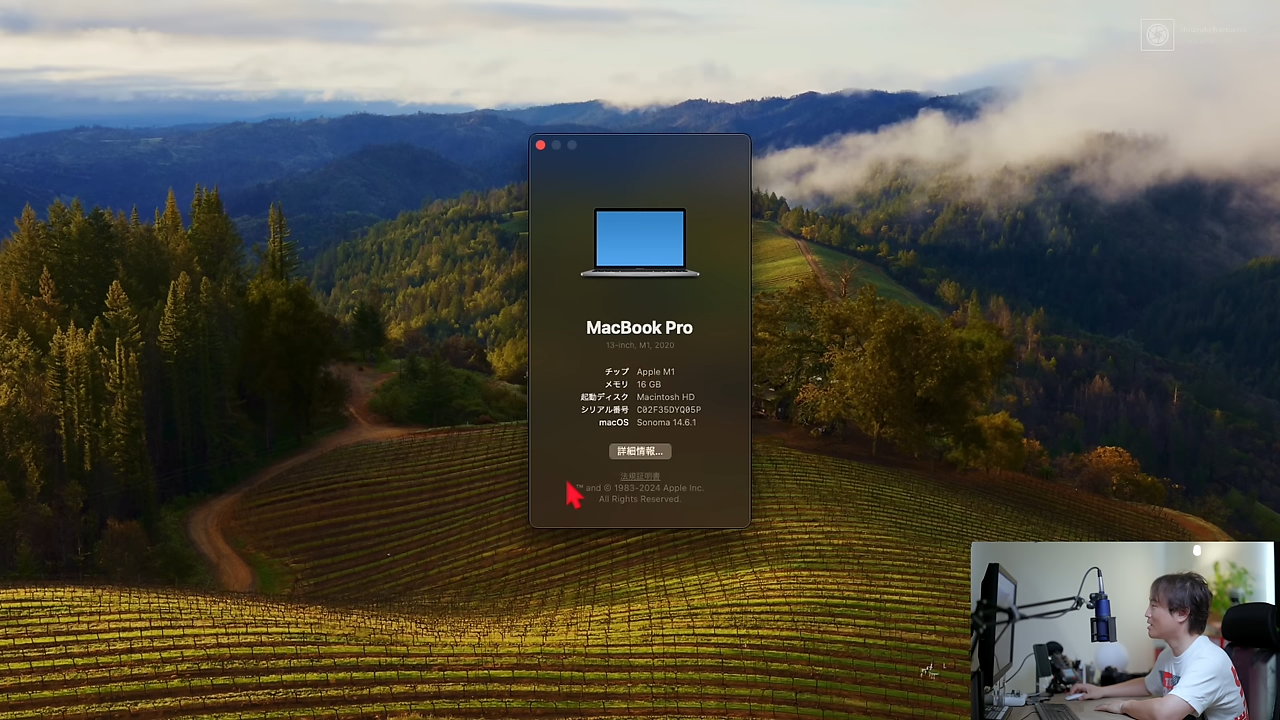 MacBook Pro
13-inch, M1, 2020
チップ Apple M1
メモリ 16 GB
起動ディスク Macintosh HD
シリアル番号 C02F35DYQ05P
macOS Sonoma 14.6.1
詳細情報...
法規証明書
™ and © 1983-2024 Apple Inc.
All Rights Reserved.